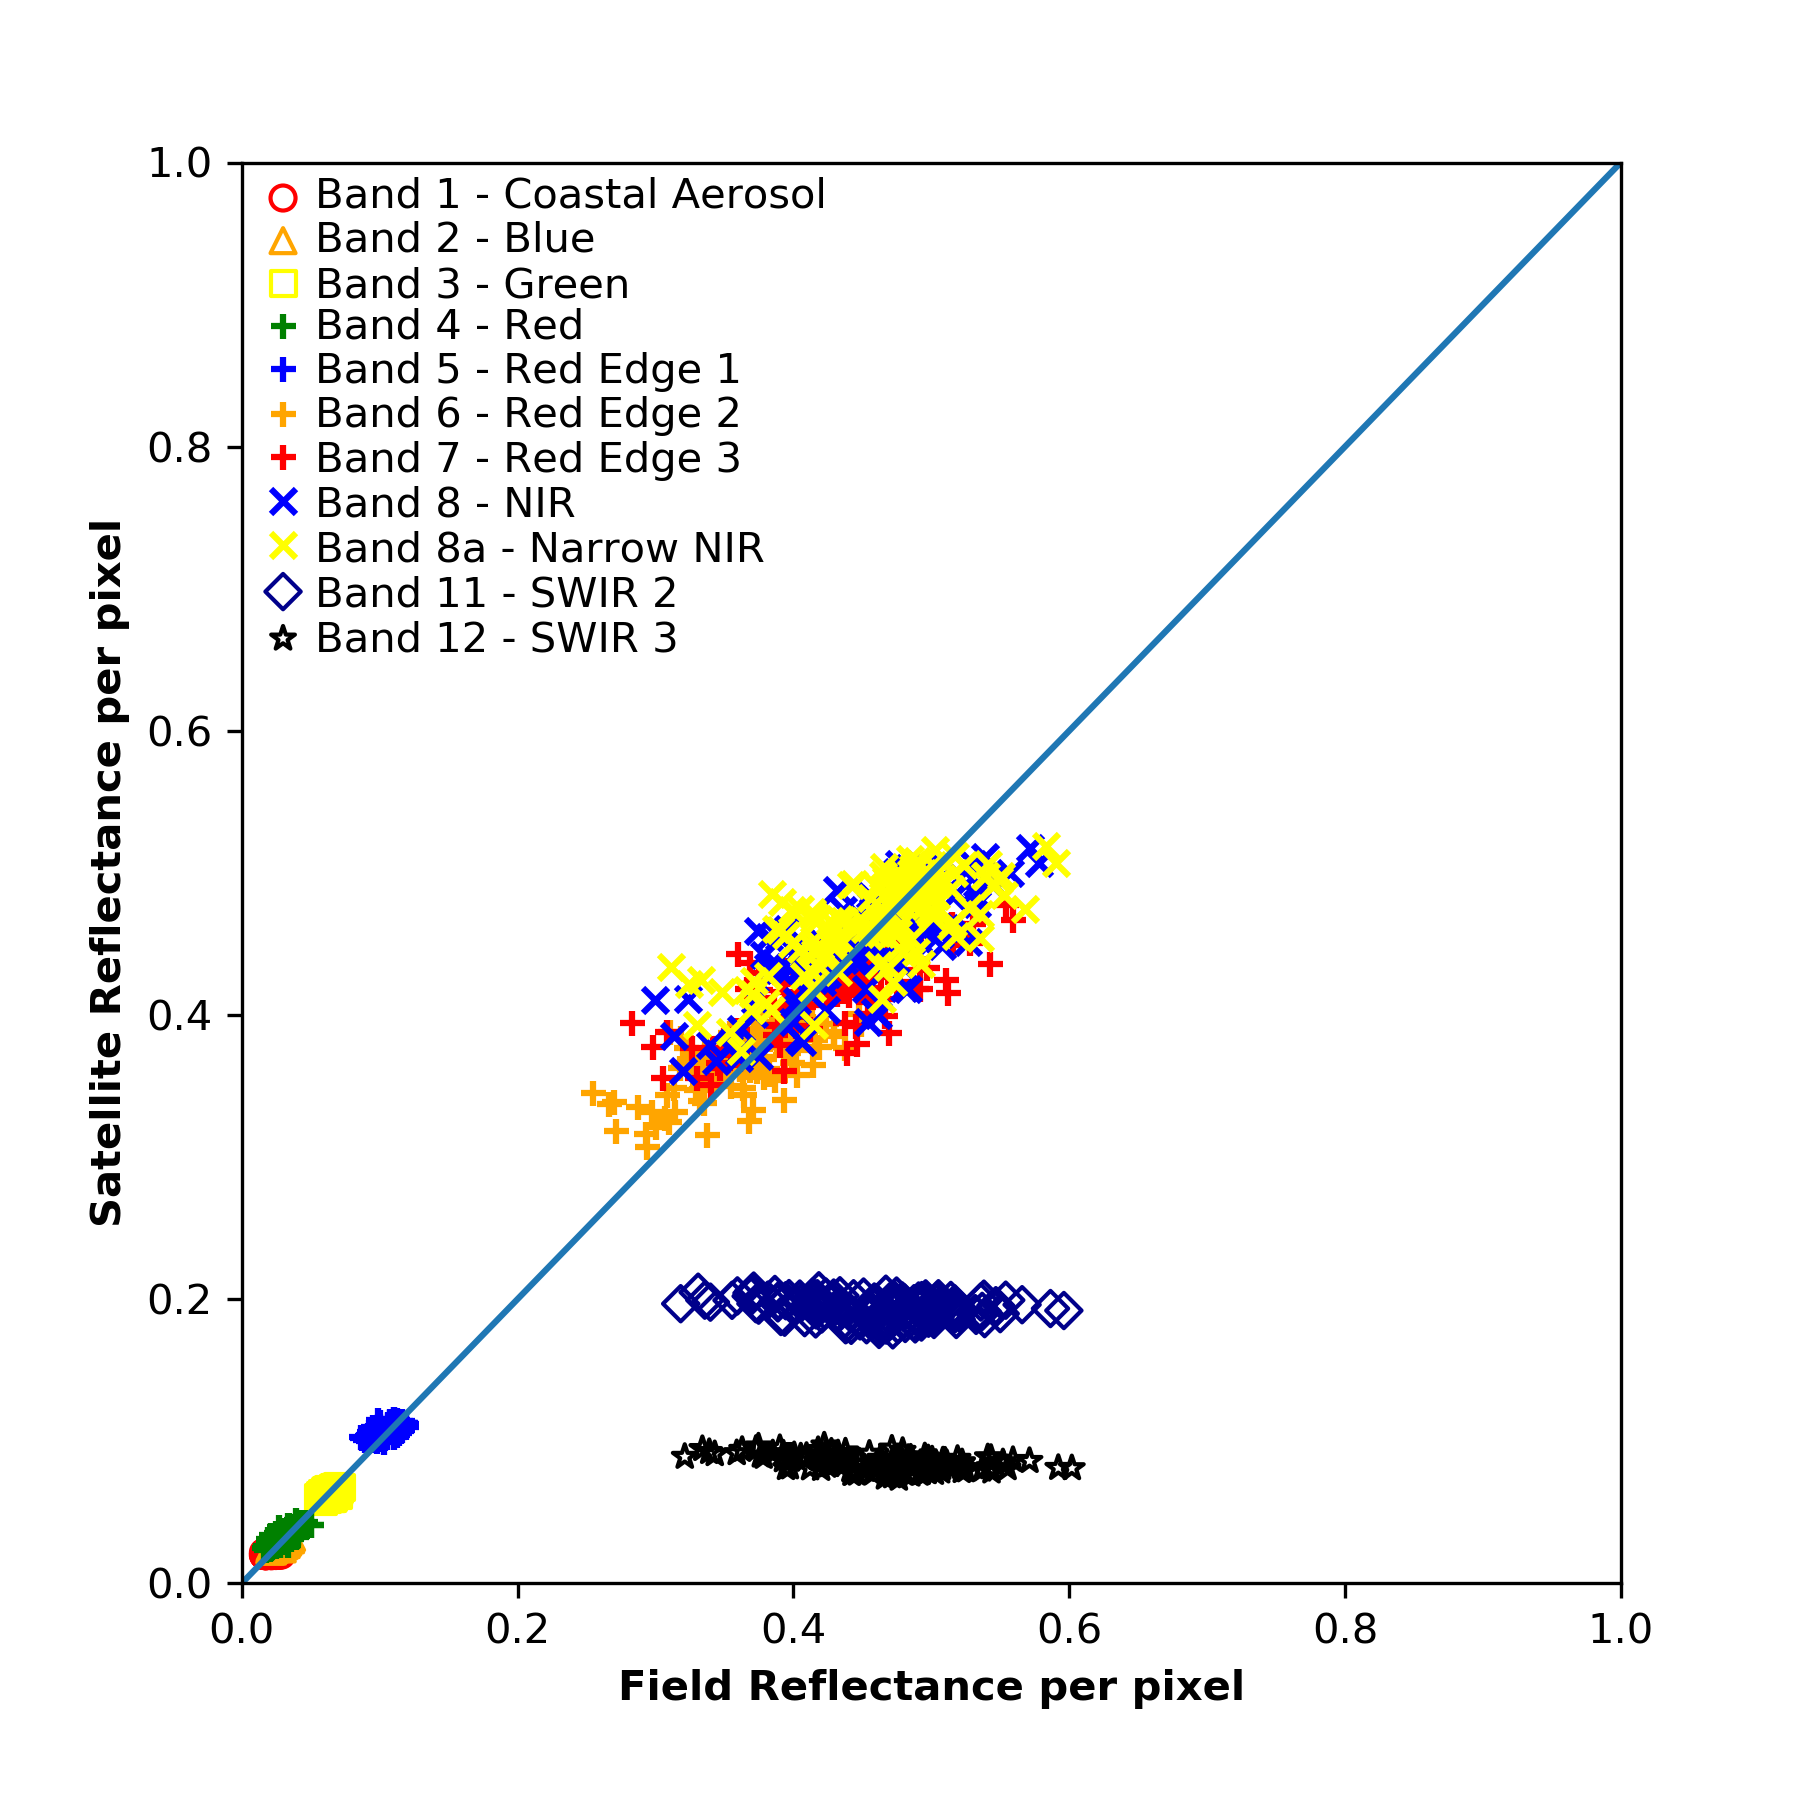 1.0
Band 1 - Coastal Aerosol
Band 2 - Blue
Band 3 - Green
Band 4 - Red
Band 5 - Red Edge 1
Band 6 - Red Edge 2
Band 7 - Red Edge 3
Band 8 - NIR
Band 8a - Narrow NIR
Band 11 - SWIR 2
Band 12 - SWIR 3
0.8
0.6
0.4
0.2
0.0
Satellite Reflectance per pixel
0.0 0.2 0.4 0.6 0.8 1.0
Field Reflectance per pixel